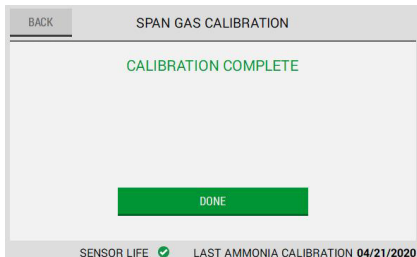 BACK SPAN GAS CALIBRATION
CALIBRATION COMPLETE
DONE
SENSOR LIFE LAST AMMONIA CALIBRATION 04/21/2020